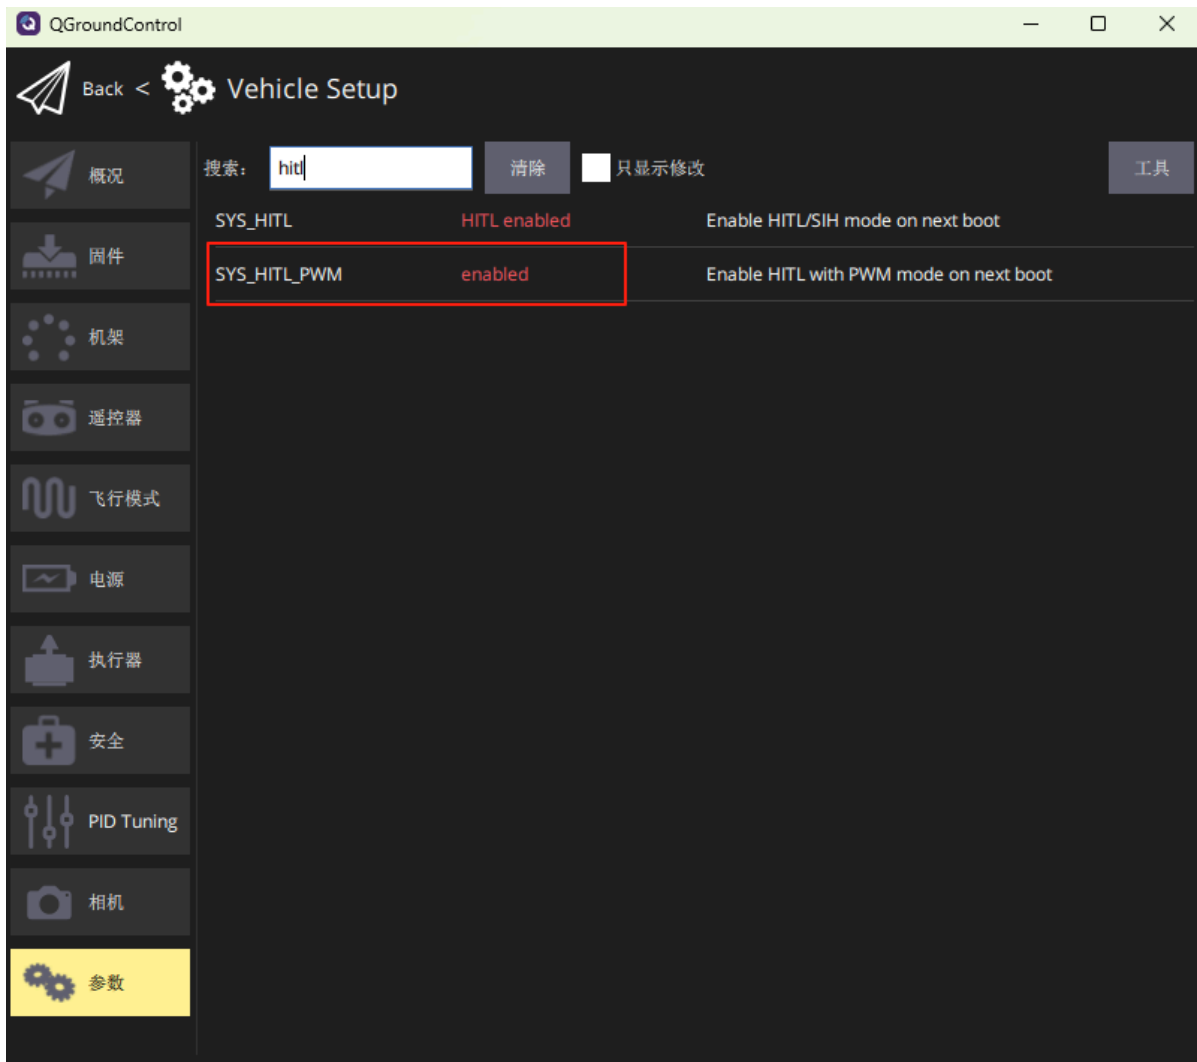 QGroundControl
Back < Vehicle Setup
概况
固件
机架
遥控器
飞行模式
电源
执行器
安全
PID Tuning
相机
参数
搜索： hitl 清除 只显示修改 工具
SYS_HITL HITL enabled Enable HITL/SIH mode on next boot
SYS_HITL_PWM enabled Enable HITL with PWM mode on next boot